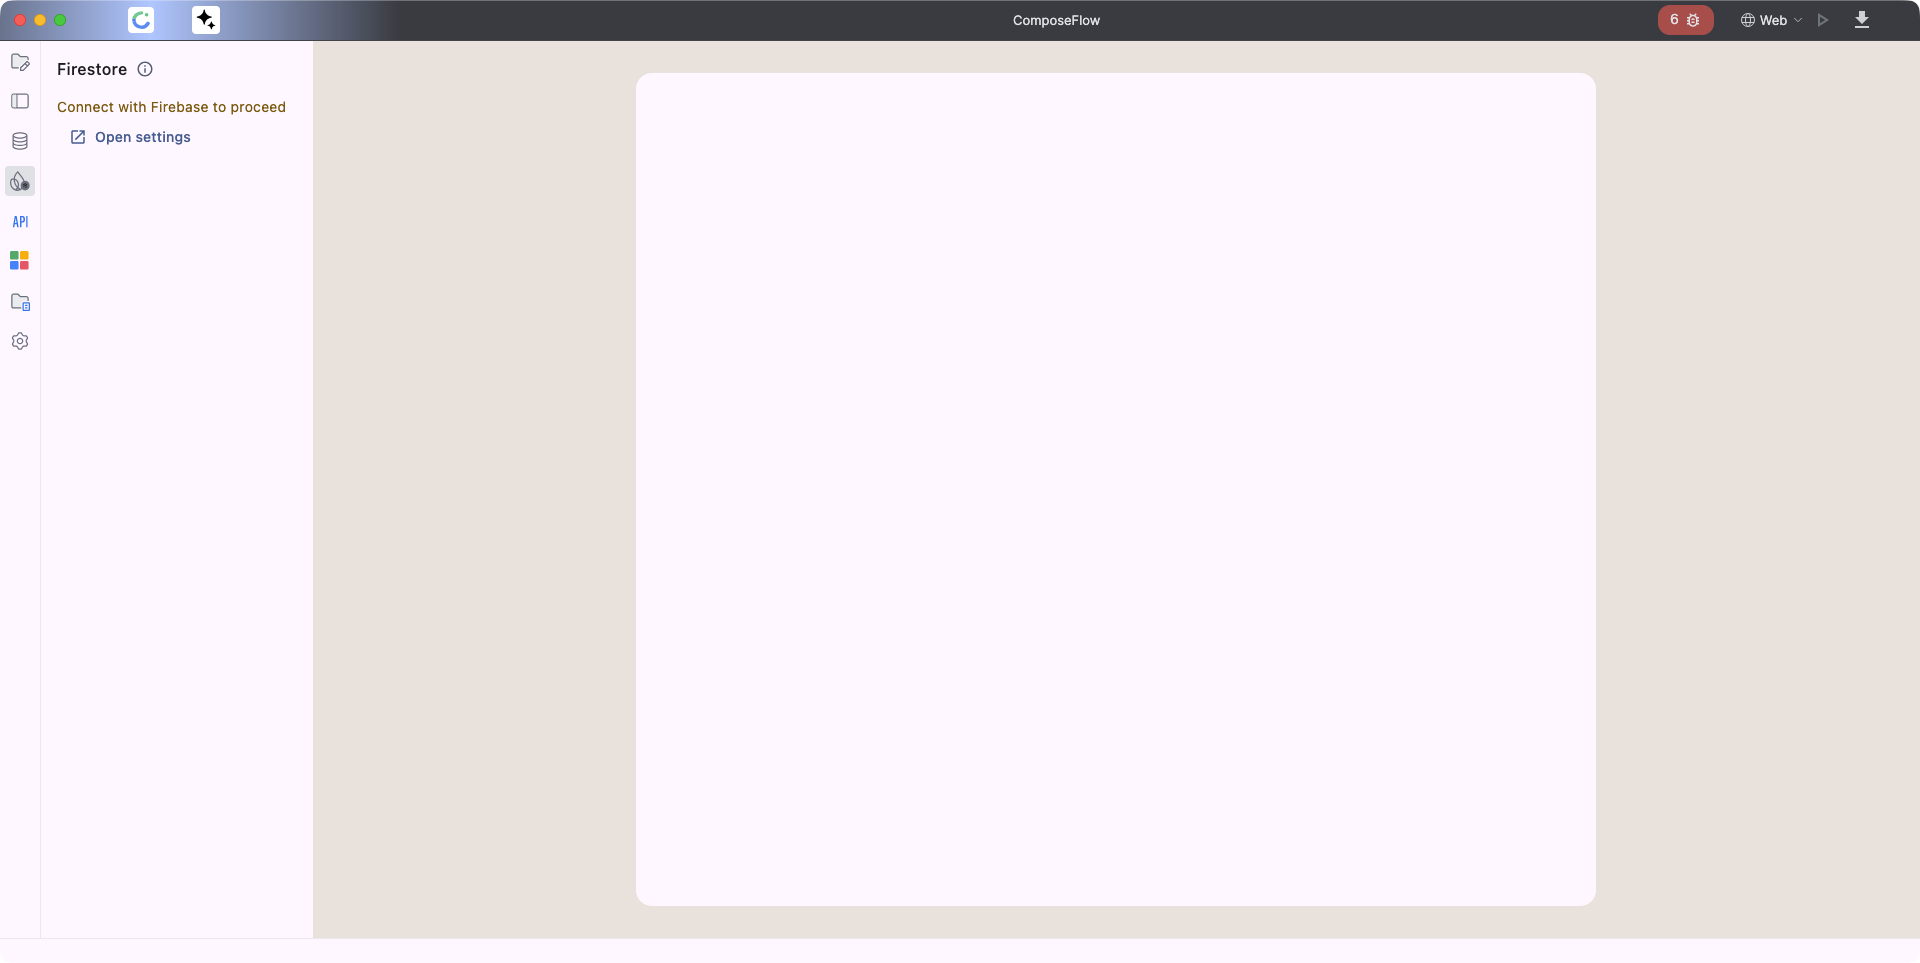 ComposeFlow
6
Web
Firestore
Connect with Firebase to proceed
Open settings
API